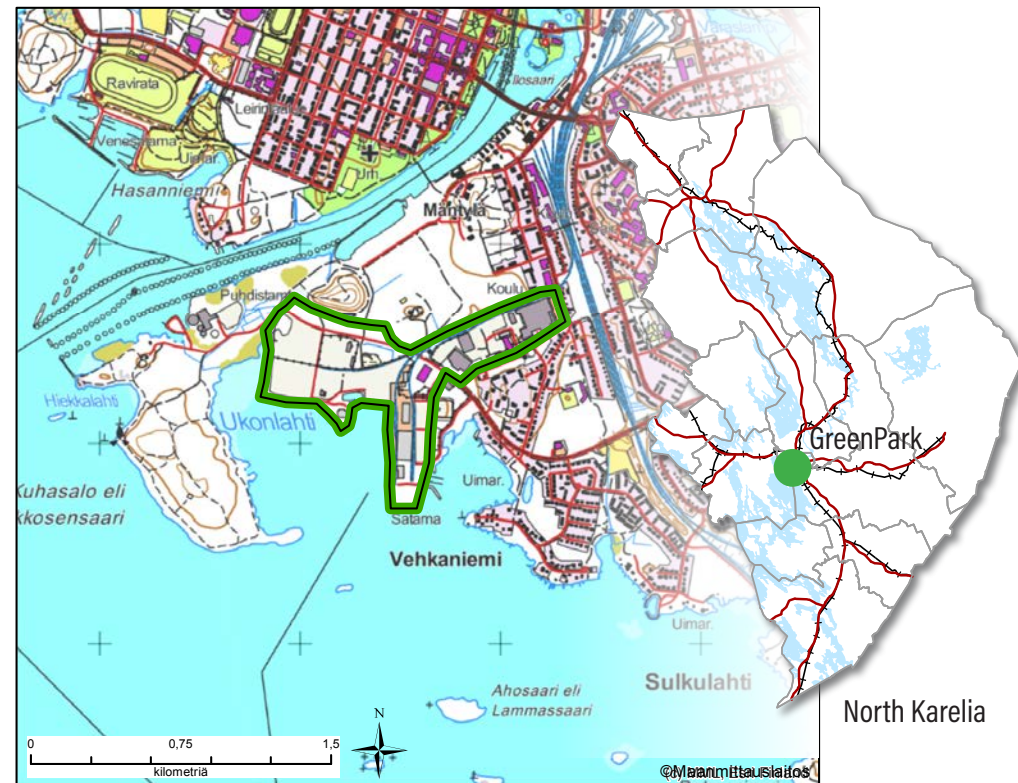 Ravirata
Ilosaari
Venesatama
Uimar.
Hasanniemi
Urh.
Mäntylä
Puhdistamo
Koulu
Hiekkalahti
Ukonlahti
Kuhasalo eli
kkosensaari
Uimar.
Satama
Vehkaniemi
Uimar.
Sulkulahti
Ahosaari eli
Lammassaari
GreenPark
North Karelia
N
0 0,75 1,5
kilometriä